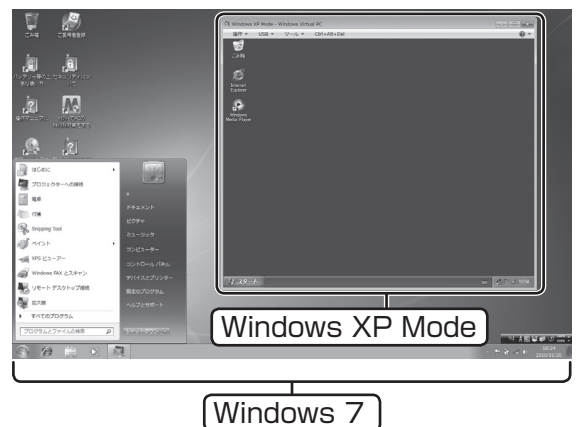 ごみ箱
ご愛用者登録
Windows XP Mode - Windows Virtual PC
操作 USB ツール Ctrl+Alt+Del
ごみ箱
Internet
Explorer
Windows
Media Player
はじめに
プロジェクターへの接続
電卓
付箋
Snipping Tool
ペイント
XPS ビューアー
Windows FAX とスキャン
リモート デスクトップ接続
拡大鏡
すべてのプログラム
プログラムとファイルの検索
ドキュメント
ピクチャ
ミュージック
コンピューター
コントロール パネル
デバイスとプリンター
既定のプログラム
ヘルプとサポート
スタート
Windows XP Mode
Windows 7